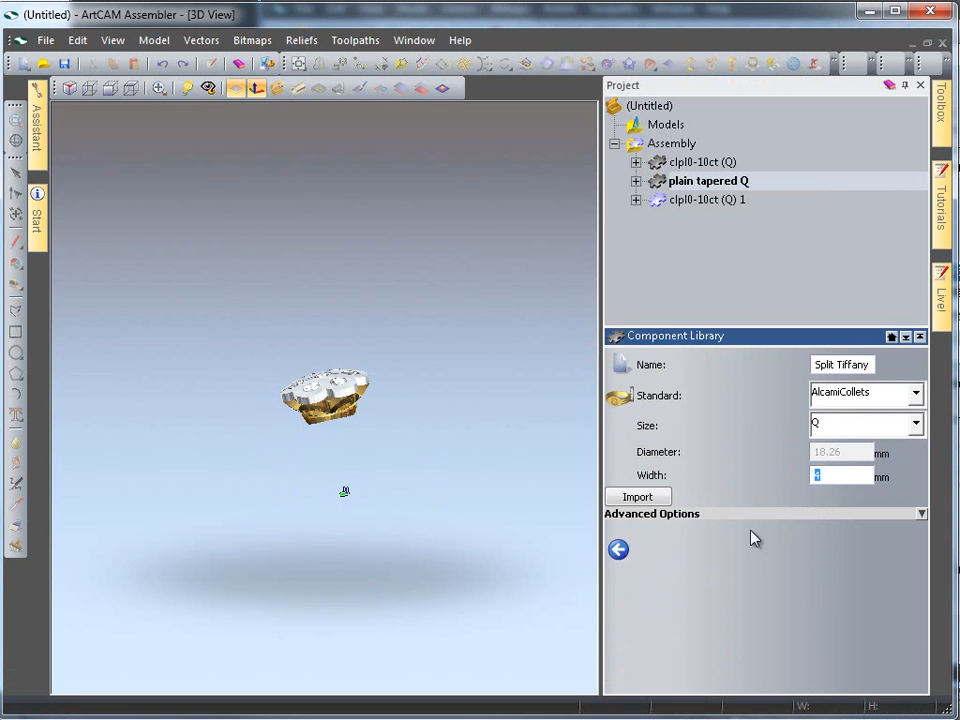 (Untitled) - ArtCAM Assembler - [3D View]
File Edit View Model Vectors Bitmaps Reliefs Toolpaths Window Help
Assistant
Start
Project
(Untitled)
Models
Assembly
clpl0-10ct (Q)
plain tapered Q
clpl0-10ct (Q) 1
Toolbox
Tutorials
Live!
Component Library
Name: Split Tiffany
Standard: AlcamiCollets
Size: Q
Diameter: 18.26 mm
Width: 4 mm
Import
Advanced Options
W: H: